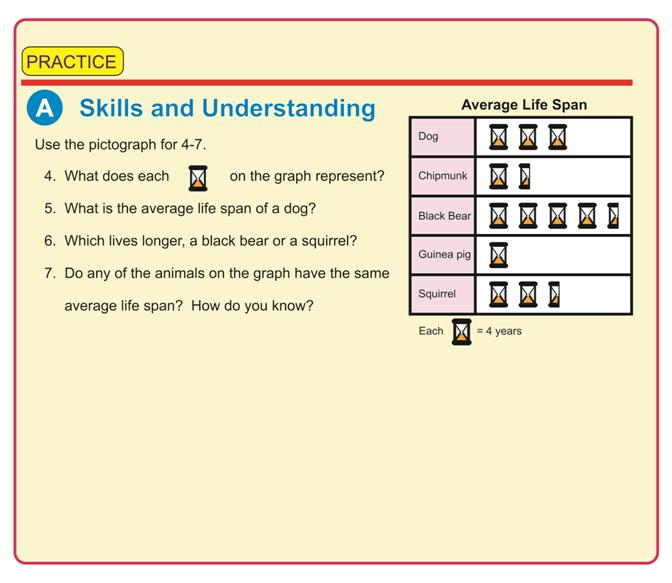 PRACTICE
A Skills and Understanding
Use the pictograph for 4-7.
4. What does each on the graph represent?
5. What is the average life span of a dog?
6. Which lives longer, a black bear or a squirrel?
7. Do any of the animals on the graph have the same
average life span? How do you know?
Average Life Span
Dog
Chipmunk
Black Bear
Guinea pig
Squirrel
Each = 4 years